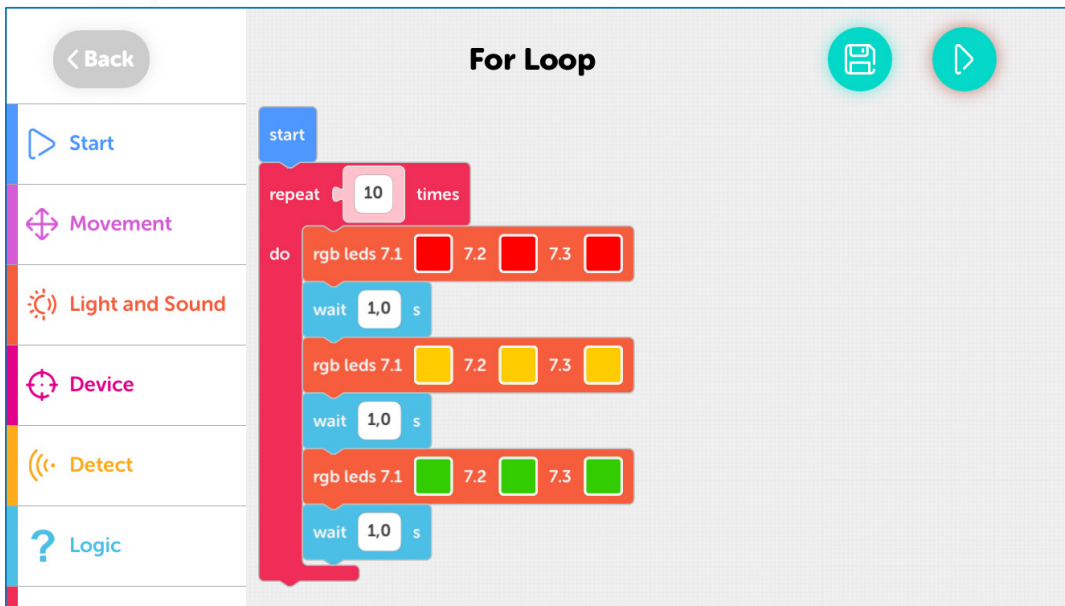 Back
For Loop
Start
Movement
Light and Sound
Device
Detect
Logic
start
repeat 10 times
do rgb leds 7.1 7.2 7.3
wait 1,0 s
rgb leds 7.1 7.2 7.3
wait 1,0 s
rgb leds 7.1 7.2 7.3
wait 1,0 s